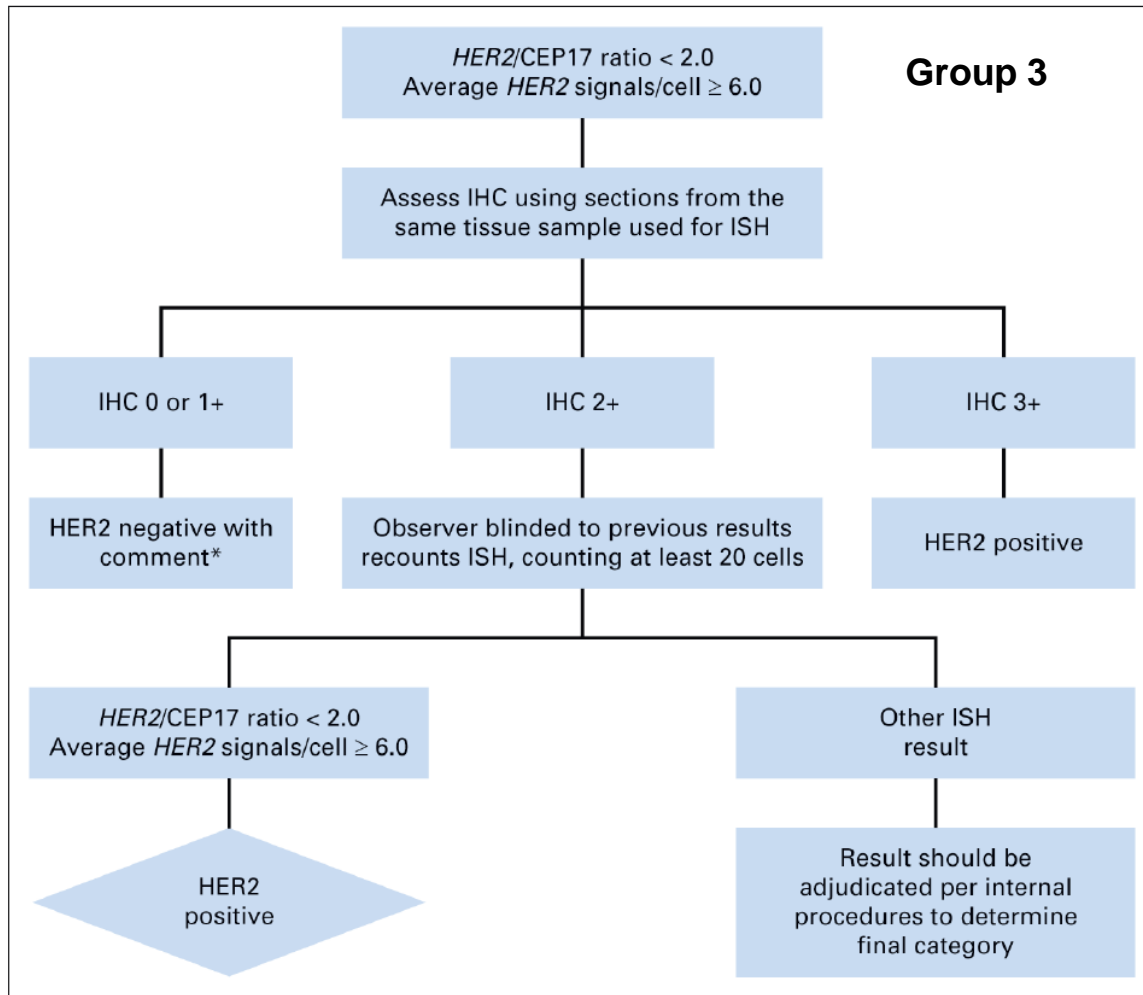 HER2/CEP17 ratio < 2.0
Average HER2 signals/cell ≥ 6.0
Group 3
Assess IHC using sections from the
same tissue sample used for ISH
IHC 0 or 1+
IHC 2+
IHC 3+
HER2 negative with
comment*
Observer blinded to previous results
recounts ISH, counting at least 20 cells
HER2 positive
HER2/CEP17 ratio < 2.0
Average HER2 signals/cell ≥ 6.0
Other ISH
result
HER2
positive
Result should be
adjudicated per internal
procedures to determine
final category